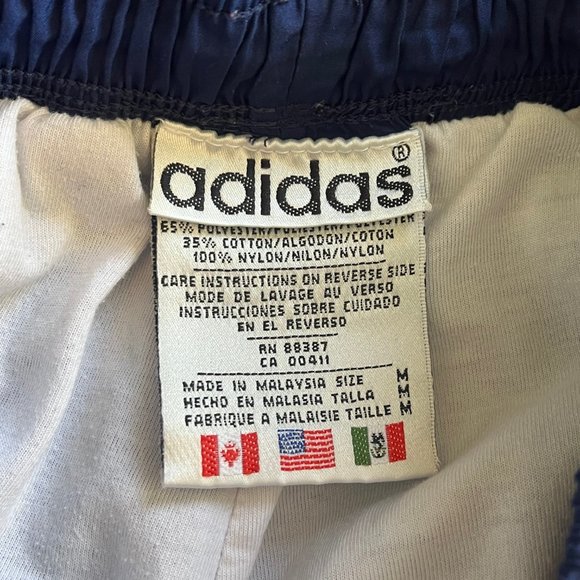 adidas®
65% POLYESTER/POLIESTER/POLYESTER
35% COTTON/ALGODON/COTON
100% NYLON/NILON/NYLON
CARE INSTRUCTIONS ON REVERSE SIDE
MODE DE LAVAGE AU VERSO
INSTRUCCIONES SOBRE CUIDADO
EN EL REVERSO
RN 88387
CA 00411
MADE IN MALAYSIA SIZE M
HECHO EN MALASIA TALLA M
FABRIQUE A MALAISIE TAILLE M